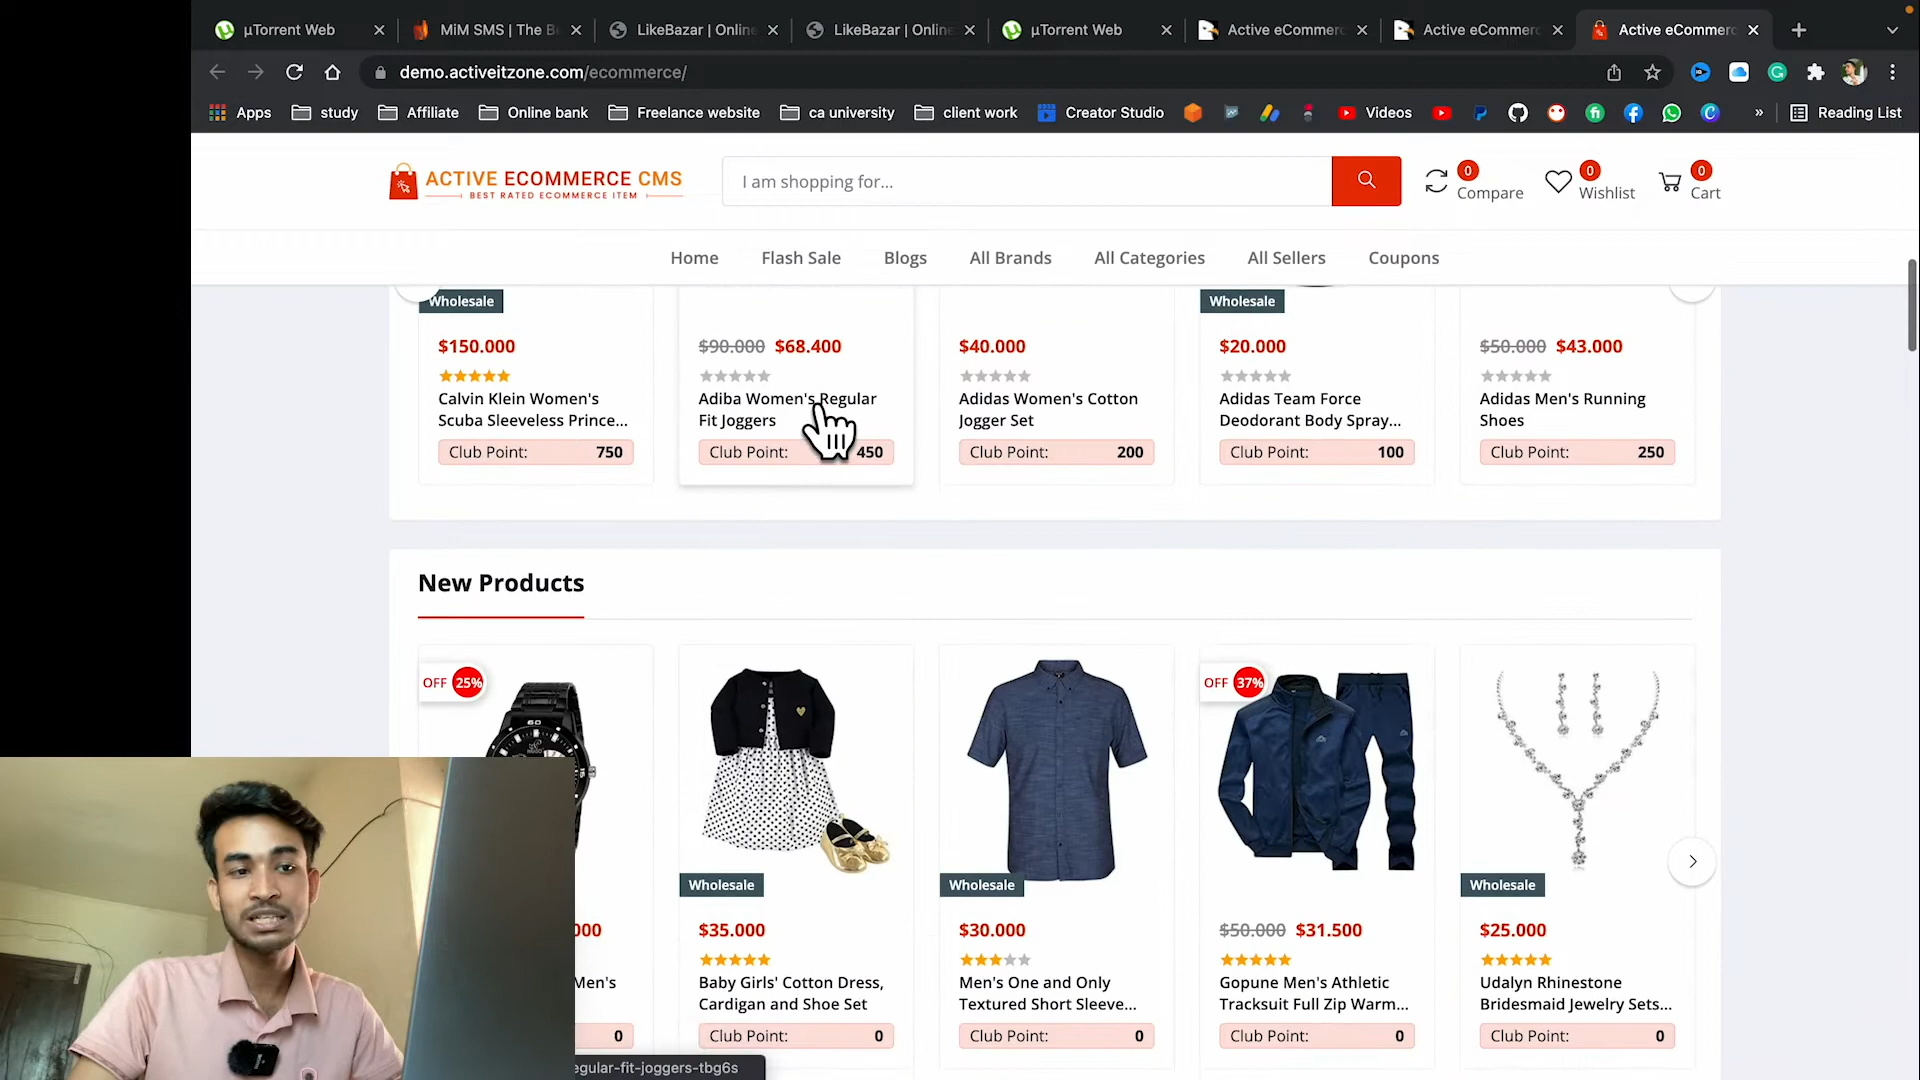 µTorrent Web
MiM SMS | The B
LikeBazar | Online
LikeBazar | Online
µTorrent Web
Active eCommerc
Active eCommerc
Active eCommerc
demo.activeitzone.com/ecommerce/
Apps
study
Affiliate
Online bank
Freelance website
ca university
client work
Creator Studio
Videos
»
Reading List
ACTIVE ECOMMERCE CMS
BEST RATED ECOMMERCE ITEM
I am shopping for...
0
Compare
0
Wishlist
0
Cart
Home
Flash Sale
Blogs
All Brands
All Categories
All Sellers
Coupons
Wholesale
$150.000
Calvin Klein Women's
Scuba Sleeveless Prince...
Club Point: 750
$90.000 $68.400
Adiba Women's Regular
Fit Joggers
Club Point: 450
$40.000
Adidas Women's Cotton
Jogger Set
Club Point: 200
Wholesale
$20.000
Adidas Team Force
Deodorant Body Spray...
Club Point: 100
$50.000 $43.000
Adidas Men's Running
Shoes
Club Point: 250
New Products
OFF 25%
60
000
Men's
0
Wholesale
$35.000
Baby Girls' Cotton Dress,
Cardigan and Shoe Set
Club Point: 0
Wholesale
$30.000
Men's One and Only
Textured Short Sleeve...
Club Point: 0
OFF 37%
$50.000 $31.500
Gopune Men's Athletic
Tracksuit Full Zip Warm...
Club Point: 0
Wholesale
$25.000
Udalyn Rhinestone
Bridesmaid Jewelry Sets...
Club Point: 0
egular-fit-joggers-tbg6s